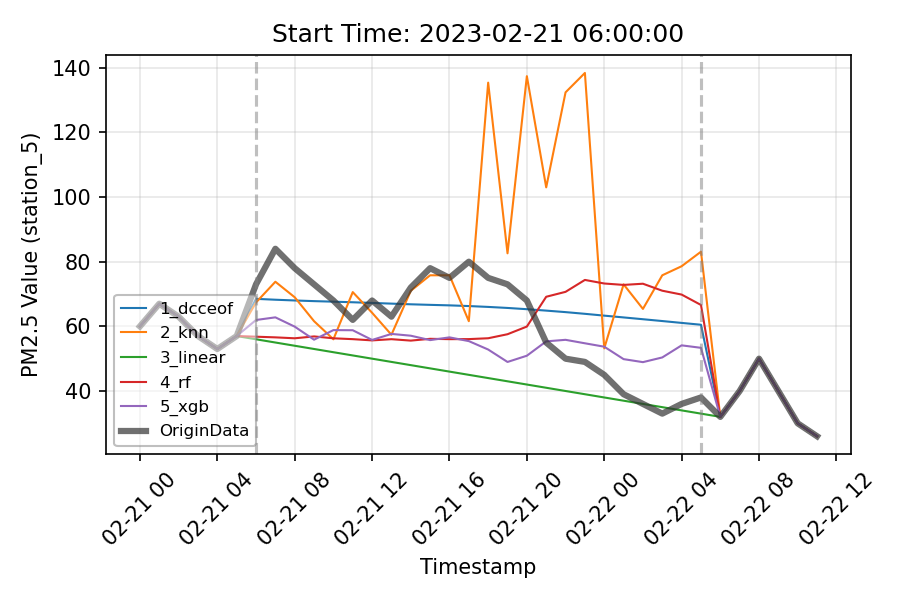 Start Time: 2023-02-21 06:00:00
PM2.5 Value (station_5)
140
120
100
80
60
40
1_dcceof
2_knn
3_linear
4_rf
5_xgb
OriginData
02-21 00
02-21 04
02-21 08
02-21 12
02-21 16
02-21 20
02-22 00
02-22 04
02-22 08
02-22 12
Timestamp